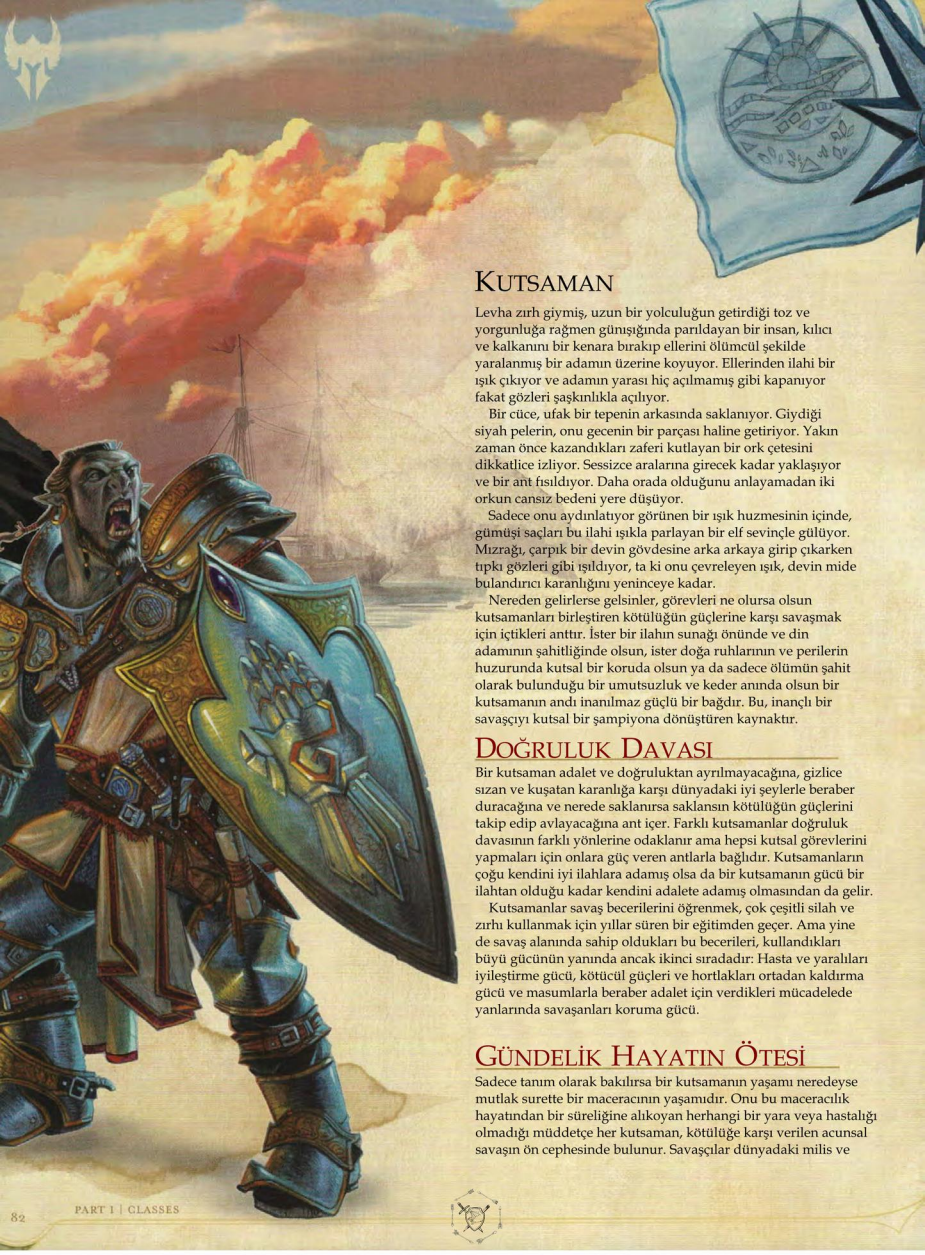 KUTSAMAN
Levha zırh giymiş, uzun bir yolculuğun getirdiği toz ve
yorgunluğa rağmen günışığında parıldayan bir insan, kılıcı
ve kalkanını bir kenara bırakıp ellerini ölümcül şekilde
yaralanmış bir adamın üzerine koyuyor. Ellerinden ilahi bir
ışık çıkıyor ve adamın yarası hiç açılmamış gibi kapanıyor
fakat gözleri şaşkınlıkla açılıyor.
Bir cüce, ufak bir tepenin arkasında saklanıyor. Giydiği
siyah pelerin, onu gecenin bir parçası haline getiriyor. Yakın
zaman önce kazandıkları zaferi kutlayan bir ork çetesini
dikkatlice izliyor. Sessizce aralarına girecek kadar yaklaşıyor
ve bir ant fısıldıyor. Daha orada olduğunu anlayamadan iki
orkun cansız bedeni yere düşüyor.
Sadece onu aydınlatıyor görünen bir ışık huzmesinin içinde,
gümüşi saçları bu ilahi ışıkla parlayan bir elf sevinçle gülüyor.
Mızrağı, çarpık bir devin gövdesine arka arkaya girip çıkarken
tıpkı gözleri gibi ışıldıyor, ta ki onu çevreleyen ışık, devin mide
bulandırıcı karanlığını yeninceye kadar.
Nereden gelirlerse gelsinler, görevleri ne olursa olsun
kutsamanları birleştiren kötülüğün güçlerine karşı savaşmak
için içtikleri anttır. İster bir ilahın sunağı önünde ve din
adamının şahitliğinde olsun, ister doğa ruhlarının ve perilerin
huzurunda kutsal bir koruda olsun ya da sadece ölümün şahit
olarak bulunduğu bir umutsuzluk ve keder anında olsun bir
kutsamanın andı inanılmaz güçlü bir bağdır. Bu, inançlı bir
savaşçıyı kutsal bir şampiyona dönüştüren kaynaktır.
DOĞRULUK DAVASI
Bir kutsaman adalet ve doğruluktan ayrılmayacağına, gizlice
sızan ve kuşatan karanlığa karşı dünyadaki iyi şeylerle beraber
duracağına ve nerede saklanırsa saklansın kötülüğün güçlerini
takip edip avlayacağına ant içer. Farklı kutsamanlar doğruluk
davasının farklı yönlerine odaklanır ama hepsi kutsal görevlerini
yapmaları için onlara güç veren antlarla bağlıdır. Kutsamanların
çoğu kendini iyi ilahlara adamış olsa da bir kutsamanın gücü bir
ilahtan olduğu kadar kendini adalete adamış olmasından da gelir.
Kutsamanlar savaş becerilerini öğrenmek, çok çeşitli silah ve
zırhı kullanmak için yıllar süren bir eğitimden geçer. Ama yine
de savaş alanında sahip oldukları bu becerileri, kullandıkları
büyü gücünün yanında ancak ikinci sıradadır: Hasta ve yaralıları
iyileştirme gücü, kötücül güçleri ve hortlakları ortadan kaldırma
gücü ve masumlarla beraber adalet için verdikleri mücadelede
yanlarında savaşanları koruma gücü.
GÜNDELİK HAYATIN ÖTESİ
Sadece tanım olarak bakılırsa bir kutsamanın yaşamı neredeyse
mutlak surette bir maceracının yaşamıdır. Onu bu maceracılık
hayatından bir süreliğine alıkoyan herhangi bir yara veya hastalığı
olmadığı müddetçe her kutsaman, kötülüğe karşı verilen acunsal
savaşın ön cephesinde bulunur. Savaşçılar dünyadaki milis ve
82
PART 1 | CLASSES